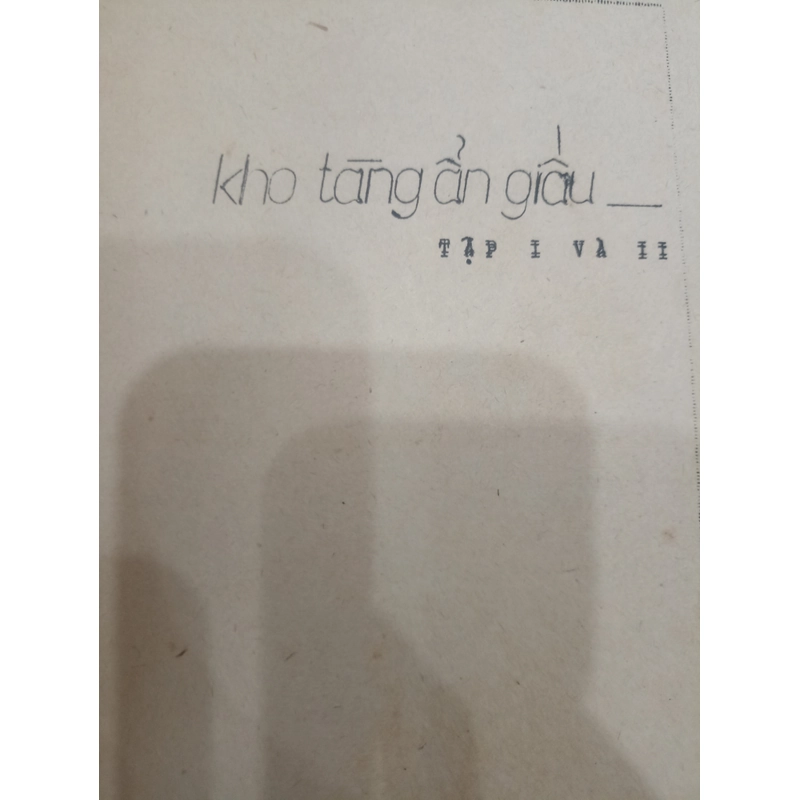 kho tàng ẩn giấu
TẬP I VÀ II